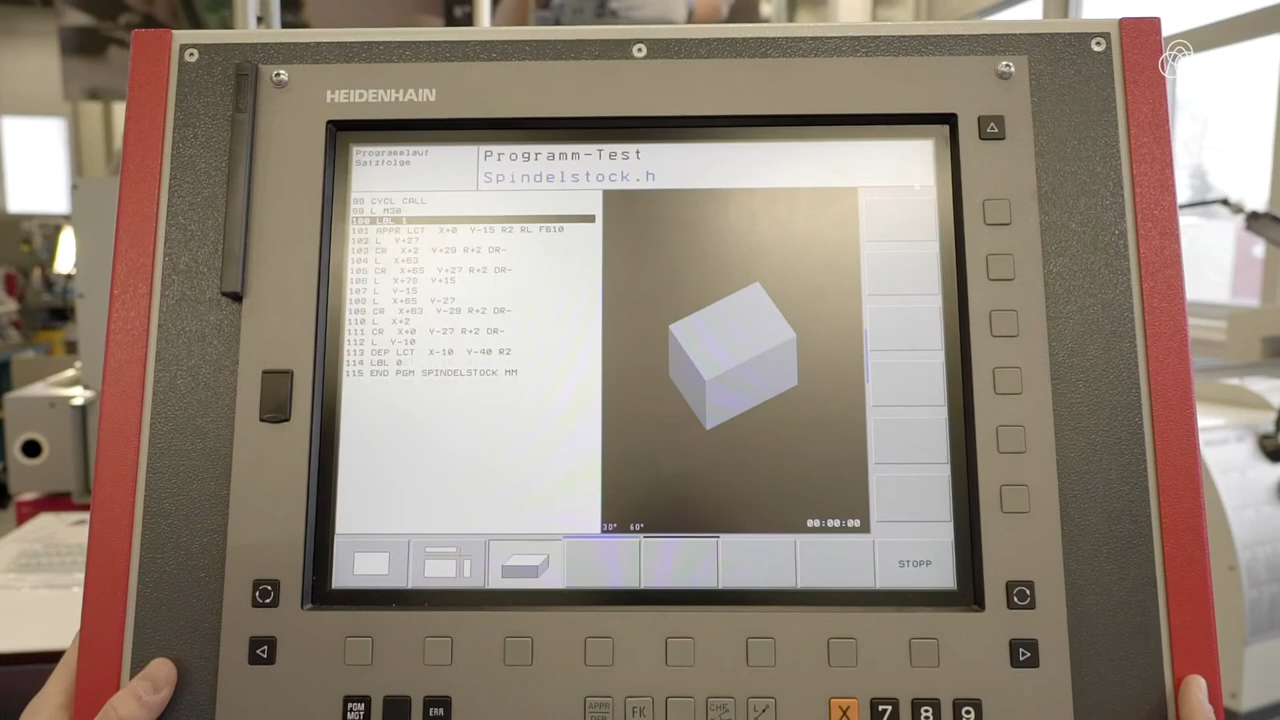 HEIDENHAIN
Programmlauf
Satzfolge
Programm-Test
Spindelstock.h
98 CYCL CALL
99 L M30
100 LBL 1
101 APPR LCT X+0 Y-15 R2 RL F810
102 L Y+27
103 CR X+2 Y+29 R+2 DR-
104 L X+63
105 CR X+65 Y+27 R+2 DR-
106 L X+79 Y+15
107 L Y-15
108 L X+65 Y-27
109 CR X+63 Y-29 R+2 DR-
110 L X+2
111 CR X+0 Y-27 R+2 DR-
112 L Y-10
113 DEP LCT X-10 Y-40 R2
114 LBL 0
115 END PGM SPINDELSTOCK MM
30° 60°
00:00:00
STOPP
PGM
MGT
ERR
APPR
DEP
FK
CHF
L
X
7
8
9